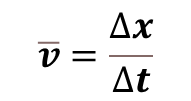 v̅ = Δx / Δt